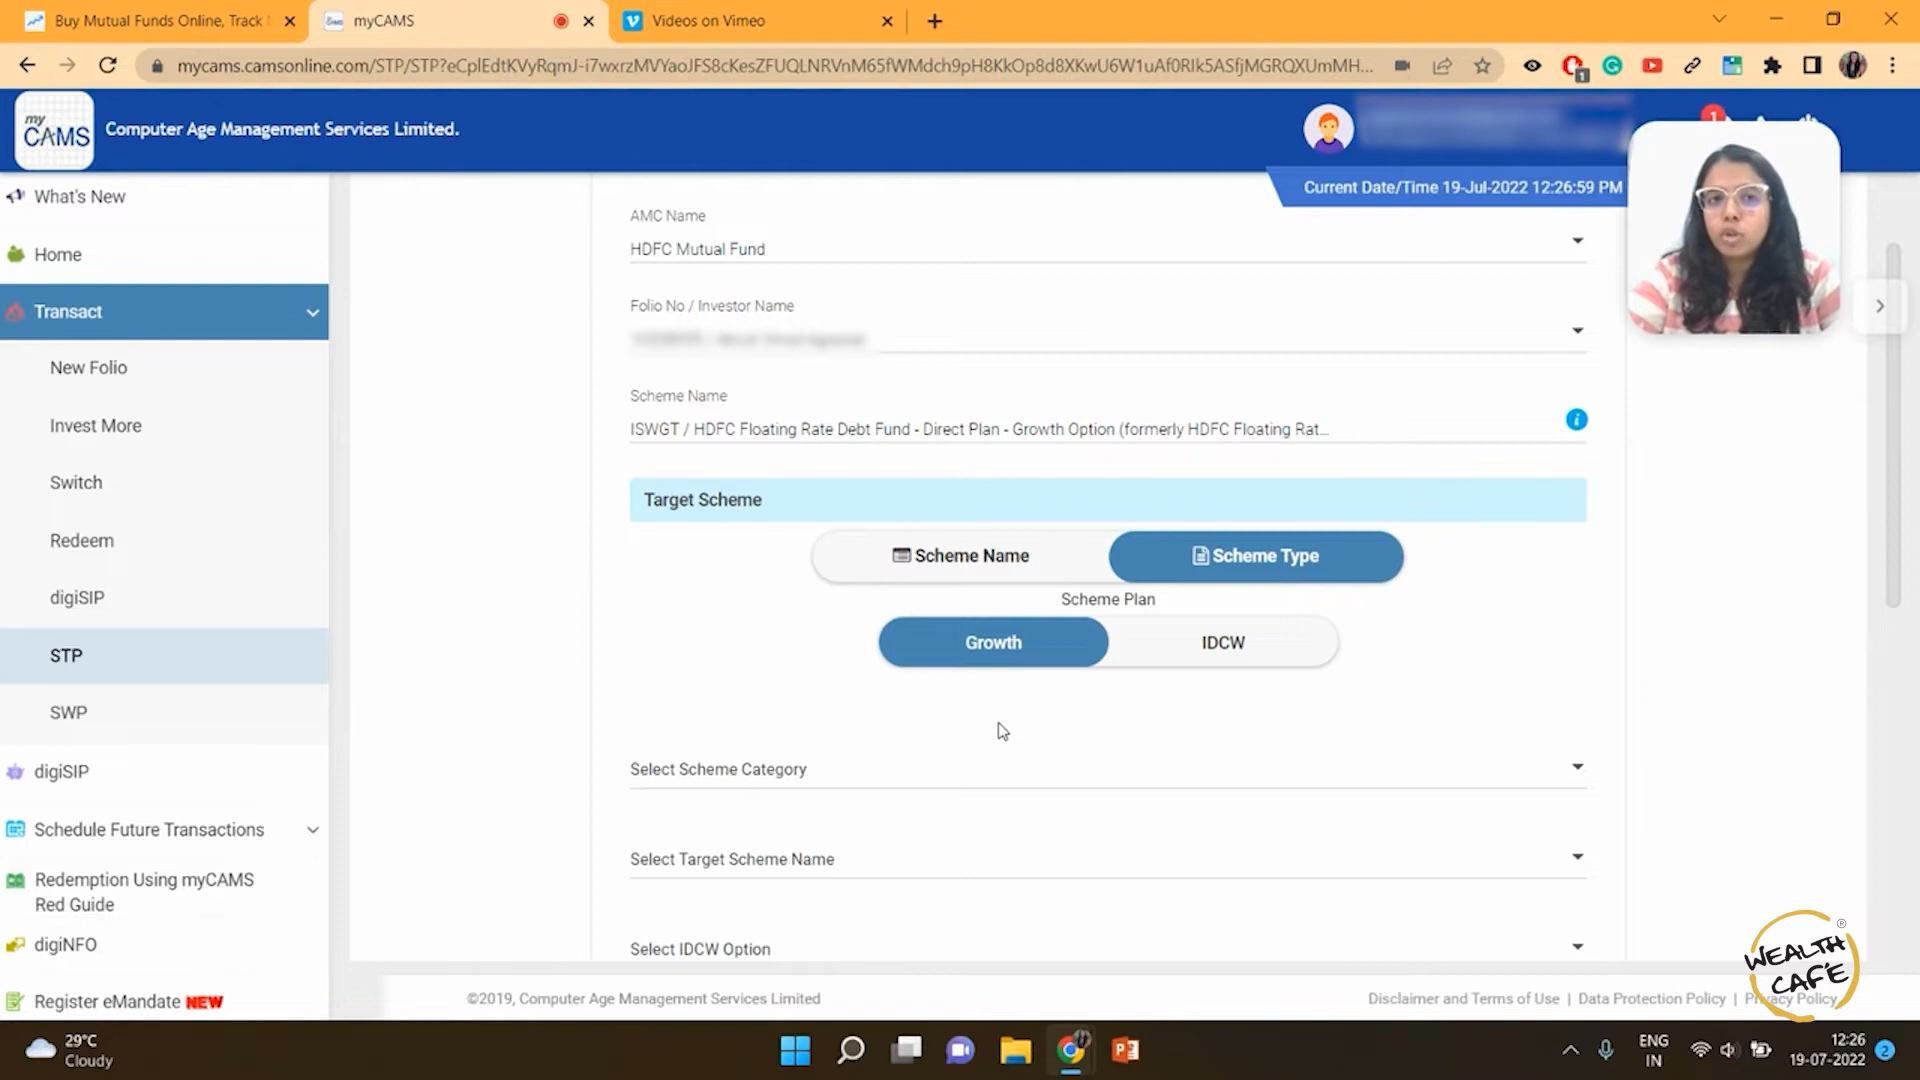 Buy Mutual Funds Online, Track
myCAMS
Videos on Vimeo
mycams.camsonline.com/STP/STP?eCplEdtKVyRqmJ-i7wxrzMVYaoJFS8cKesZFUQLNRVnM65fWMdch9pH8KkOp8d8XKwU6W1uAf0RIk5ASfjMGRQXUmMH...
my
CAMS
Computer Age Management Services Limited.
1
Current Date/Time 19-Jul-2022 12:26:59 PM
What's New
Home
Transact
New Folio
Invest More
Switch
Redeem
digiSIP
STP
SWP
digiSIP
Schedule Future Transactions
Redemption Using myCAMS
Red Guide
digiNFO
Register eMandate NEW
AMC Name
HDFC Mutual Fund
Folio No / Investor Name
Scheme Name
ISWGT / HDFC Floating Rate Debt Fund - Direct Plan - Growth Option (formerly HDFC Floating Rat...
Target Scheme
Scheme Name
Scheme Type
Scheme Plan
Growth
IDCW
Select Scheme Category
Select Target Scheme Name
Select IDCW Option
©2019, Computer Age Management Services Limited
Disclaimer and Terms of Use | Data Protection Policy | Privacy Policy
WEALTH
CAFE
®
29°C
Cloudy
ENG
IN
12:26
19-07-2022
2